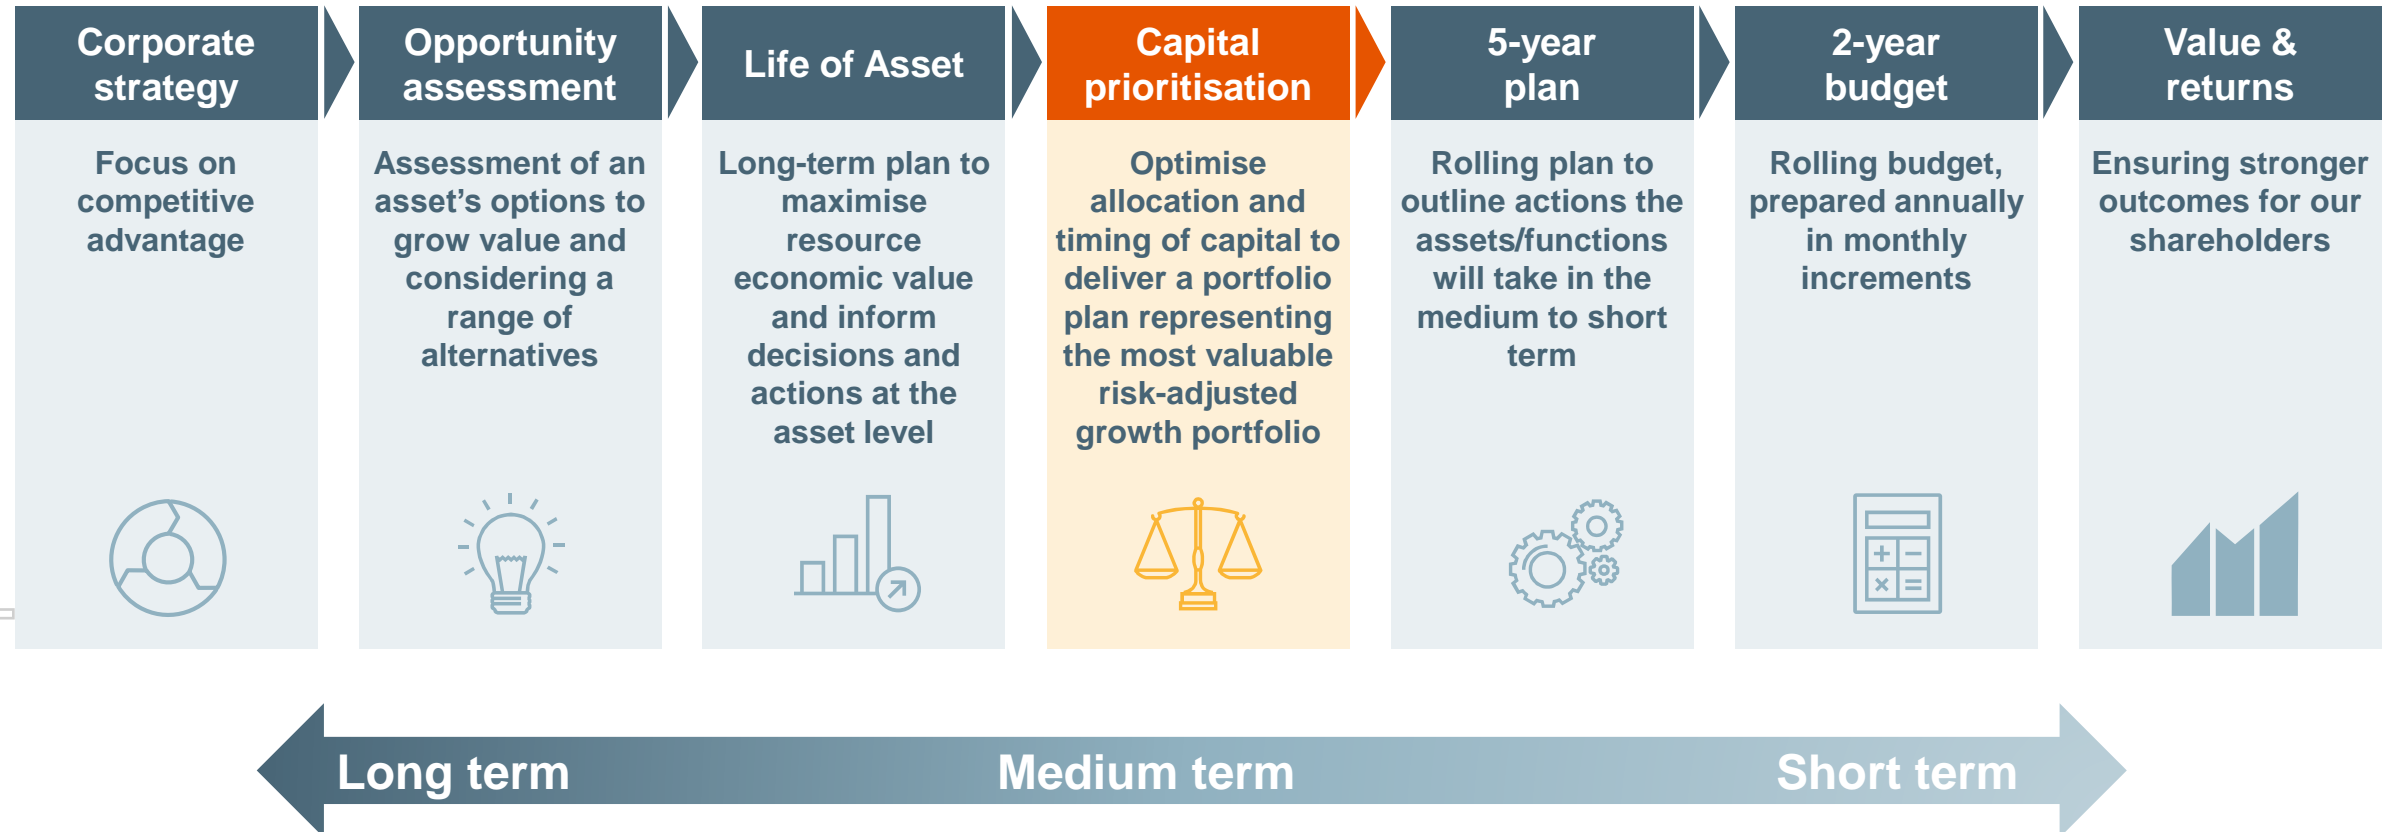 Corporate
strategy
Opportunity
assessment
Life of Asset
Capital
prioritisation
5-year
plan
2-year
budget
Value &
returns
Focus on
competitive
advantage
Assessment of an
asset’s options to
grow value and
considering a
range of
alternatives
Long-term plan to
maximise
resource
economic value
and inform
decisions and
actions at the
asset level
Optimise
allocation and
timing of capital to
deliver a portfolio
plan representing
the most valuable
risk-adjusted
growth portfolio
Rolling plan to
outline actions the
assets/functions
will take in the
medium to short
term
Rolling budget,
prepared annually
in monthly
increments
Ensuring stronger
outcomes for our
shareholders
Long term
Medium term
Short term